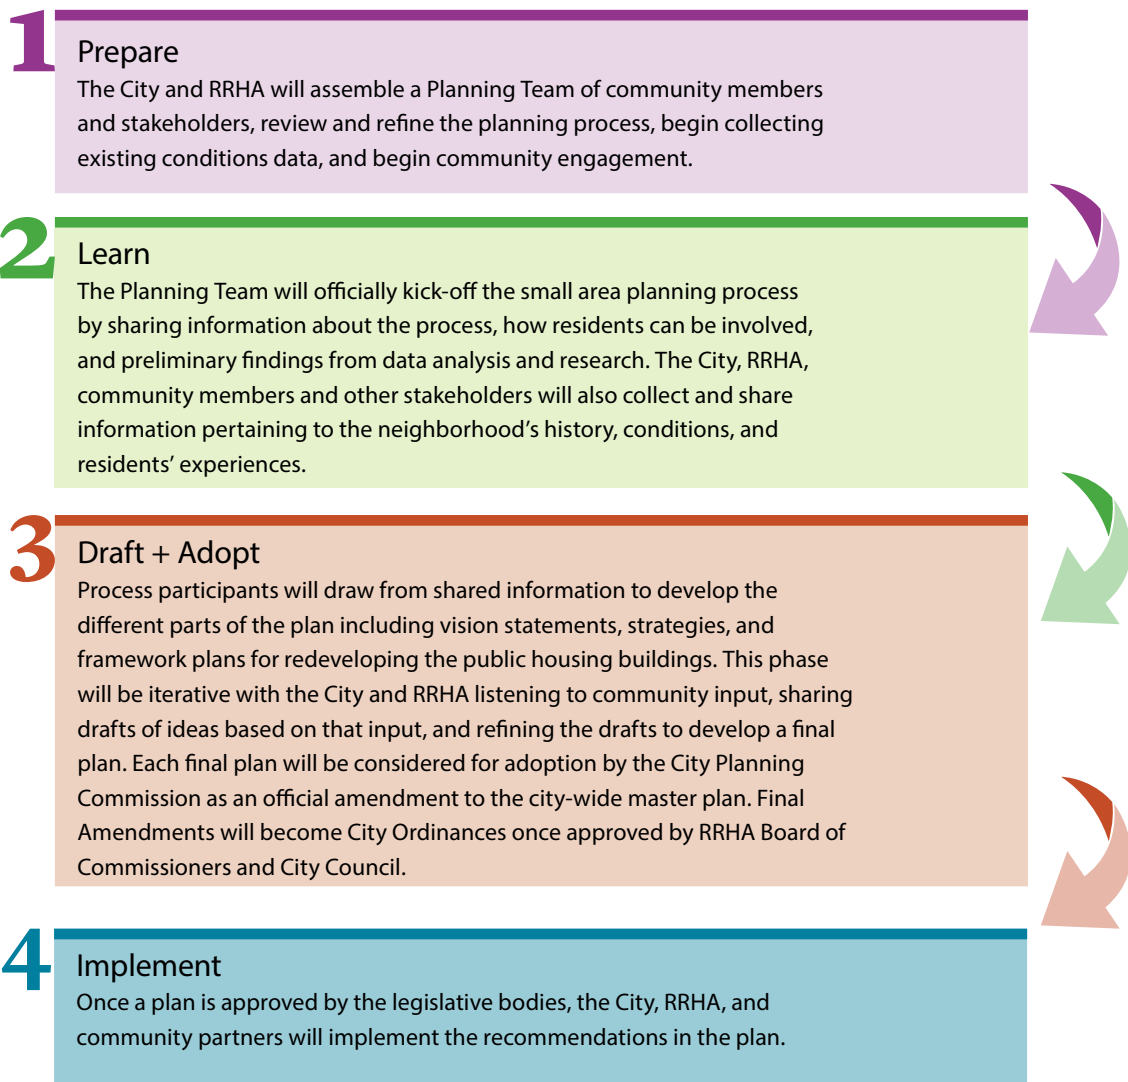 1
Prepare
The City and RRHA will assemble a Planning Team of community members
and stakeholders, review and refine the planning process, begin collecting
existing conditions data, and begin community engagement.
2
Learn
The Planning Team will officially kick-off the small area planning process
by sharing information about the process, how residents can be involved,
and preliminary findings from data analysis and research. The City, RRHA,
community members and other stakeholders will also collect and share
information pertaining to the neighborhood’s history, conditions, and
residents’ experiences.
3
Draft + Adopt
Process participants will draw from shared information to develop the
different parts of the plan including vision statements, strategies, and
framework plans for redeveloping the public housing buildings. This phase
will be iterative with the City and RRHA listening to community input, sharing
drafts of ideas based on that input, and refining the drafts to develop a final
plan. Each final plan will be considered for adoption by the City Planning
Commission as an official amendment to the city-wide master plan. Final
Amendments will become City Ordinances once approved by RRHA Board of
Commissioners and City Council.
4
Implement
Once a plan is approved by the legislative bodies, the City, RRHA, and
community partners will implement the recommendations in the plan.